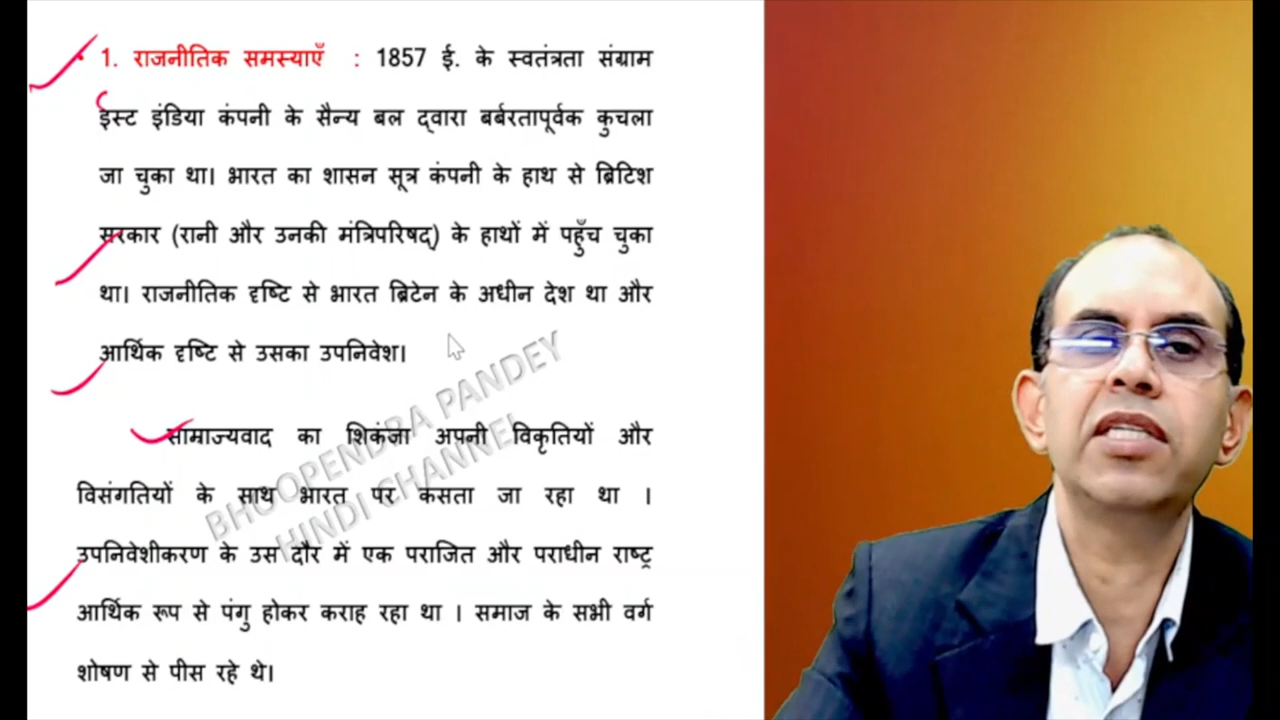 1. राजनीतिक समस्याएँ : 1857 ई. के स्वतंत्रता संग्राम
ईस्ट इंडिया कंपनी के सैन्य बल द्वारा बर्बरतापूर्वक कुचला
जा चुका था। भारत का शासन सूत्र कंपनी के हाथ से ब्रिटिश
सरकार (रानी और उनकी मंत्रिपरिषद्) के हाथों में पहुँच चुका
था। राजनीतिक दृष्टि से भारत ब्रिटेन के अधीन देश था और
आर्थिक दृष्टि से उसका उपनिवेश।
साम्राज्यवाद का शिकंजा अपनी विकृतियों और
विसंगतियों के साथ भारत पर कसता जा रहा था ।
उपनिवेशीकरण के उस दौर में एक पराजित और पराधीन राष्ट्र
आर्थिक रूप से पंगु होकर कराह रहा था । समाज के सभी वर्ग
शोषण से पीस रहे थे।
BHOOPENDRA PANDEY
HINDI CHANNEL